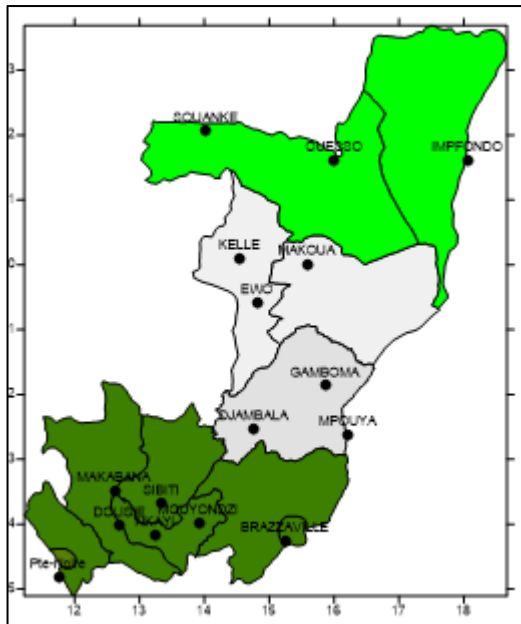 3
SOUANKE
2
OUESSO
IMPFONDO
1
KELLE
MAKOUA
0
EWO
1
GAMBOMA
2
DJAMBALA
MPOUYA
3
MAKABANA
SIBITI
DOLISIE
NKAYI
MOUYONDZI
4
BRAZZAVILLE
Pte-Noire
5
12 13 14 15 16 17 18